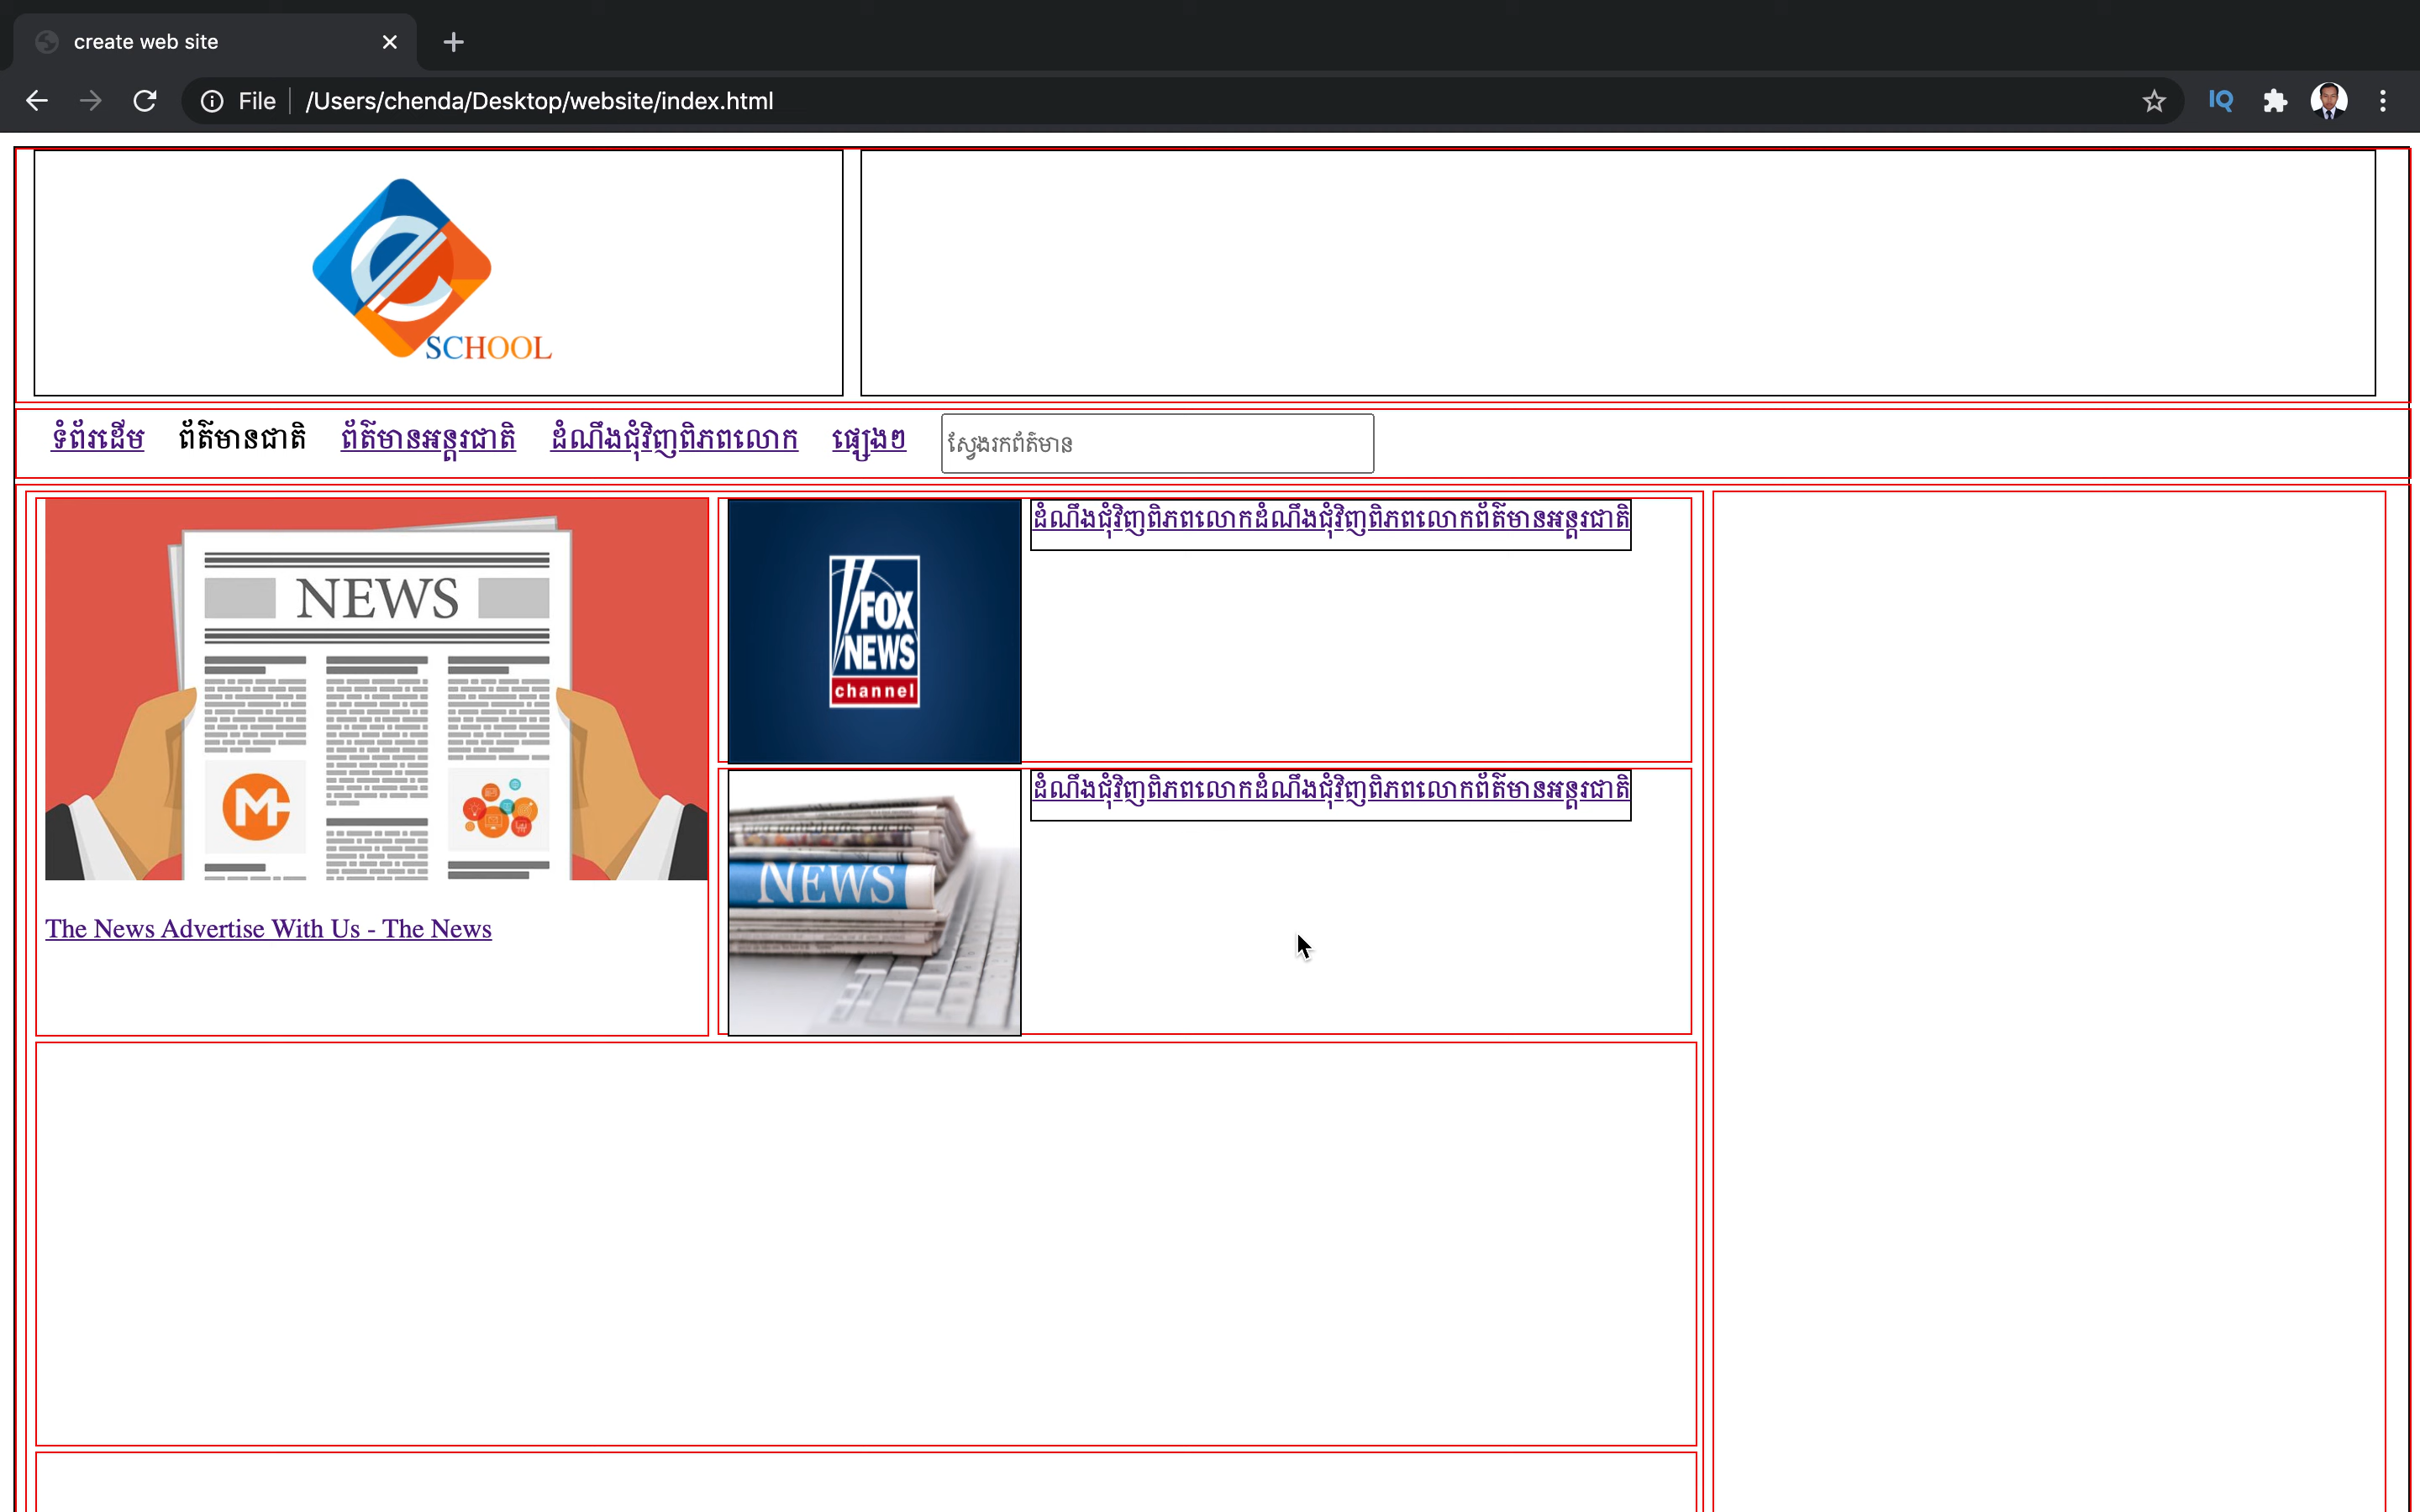 create web site
File /Users/chenda/Desktop/website/index.html
IQ
SCHOOL
ទំព័រដើម ព័ត៌មានជាតិ ព័ត៌មានអន្តរជាតិ ដំណឹងជុំវិញពិភពលោក ផ្សេងៗ ស្វែងរកព័ត៌មាន
NEWS
The News Advertise With Us - The News
FOX
NEWS
channel
ដំណឹងជុំវិញពិភពលោកដំណឹងជុំវិញពិភពលោកព័ត៌មានអន្តរជាតិ
NEWS
ដំណឹងជុំវិញពិភពលោកដំណឹងជុំវិញពិភពលោកព័ត៌មានអន្តរជាតិ